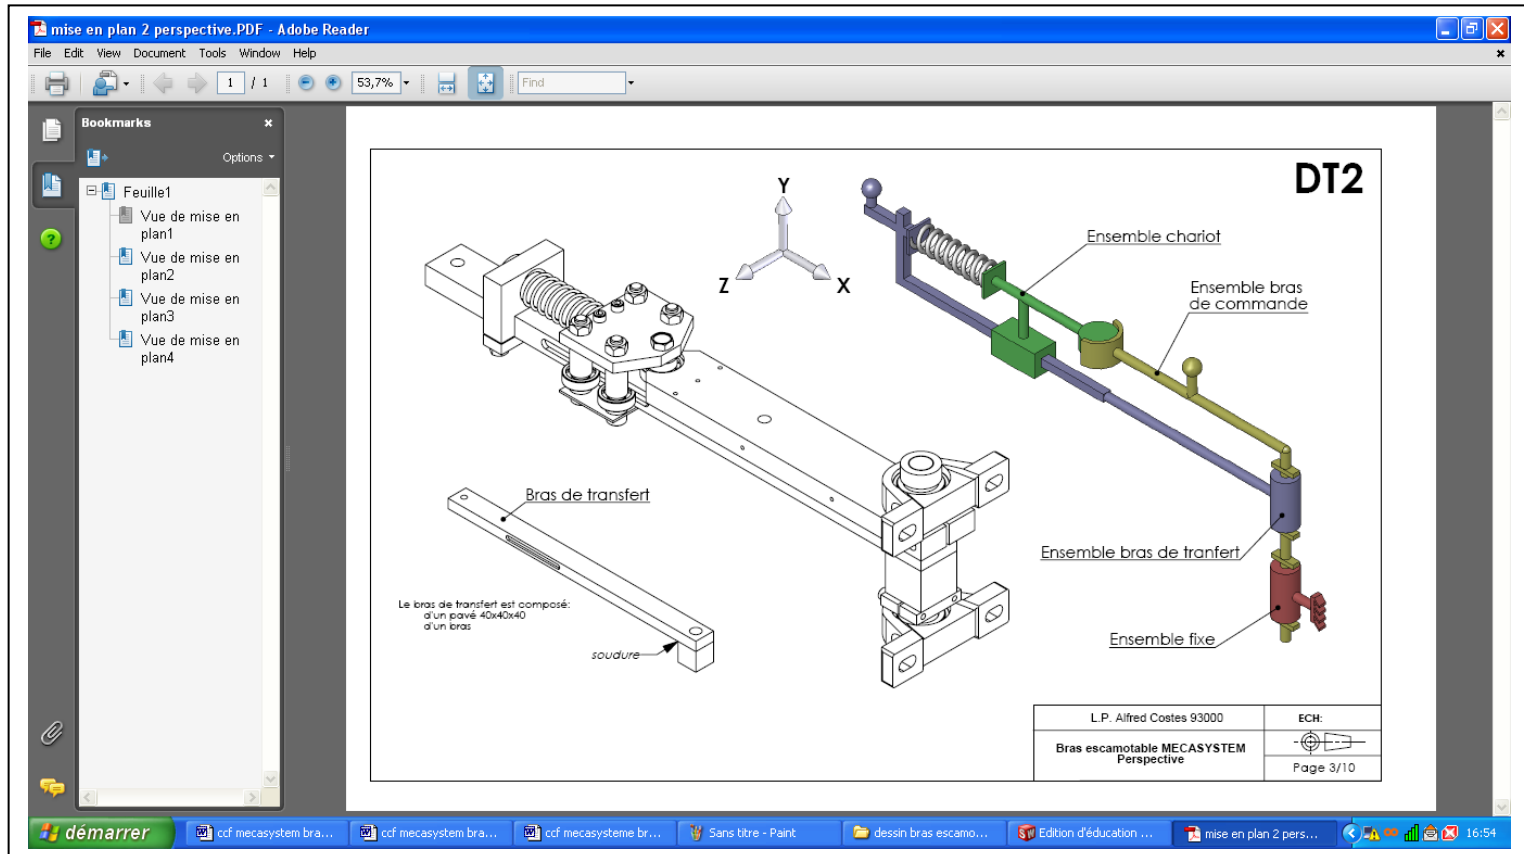 mise en plan 2 perspective.PDF - Adobe Reader
File Edit View Document Tools Window Help
1 / 1 53,7% Find
Bookmarks
Options
Feuille1
Vue de mise en
plan1
Vue de mise en
plan2
Vue de mise en
plan3
Vue de mise en
plan4
DT2
Y
Z
X
Ensemble chariot
Ensemble bras
de commande
Bras de transfert
Ensemble bras de tranfert
Le bras de transfert est composé:
d'un pavé 40x40x40
d'un bras
soudure
Ensemble fixe
L.P. Alfred Costes 93000
ECH:
Bras escamotable MECASYSTEM
Perspective
Page 3/10
démarrer
ccf mecasystem bra...
ccf mecasystem bra...
ccf mecasysteme br...
Sans titre - Paint
dessin bras escamo...
Edition d'éducation ...
mise en plan 2 pers...
16:54